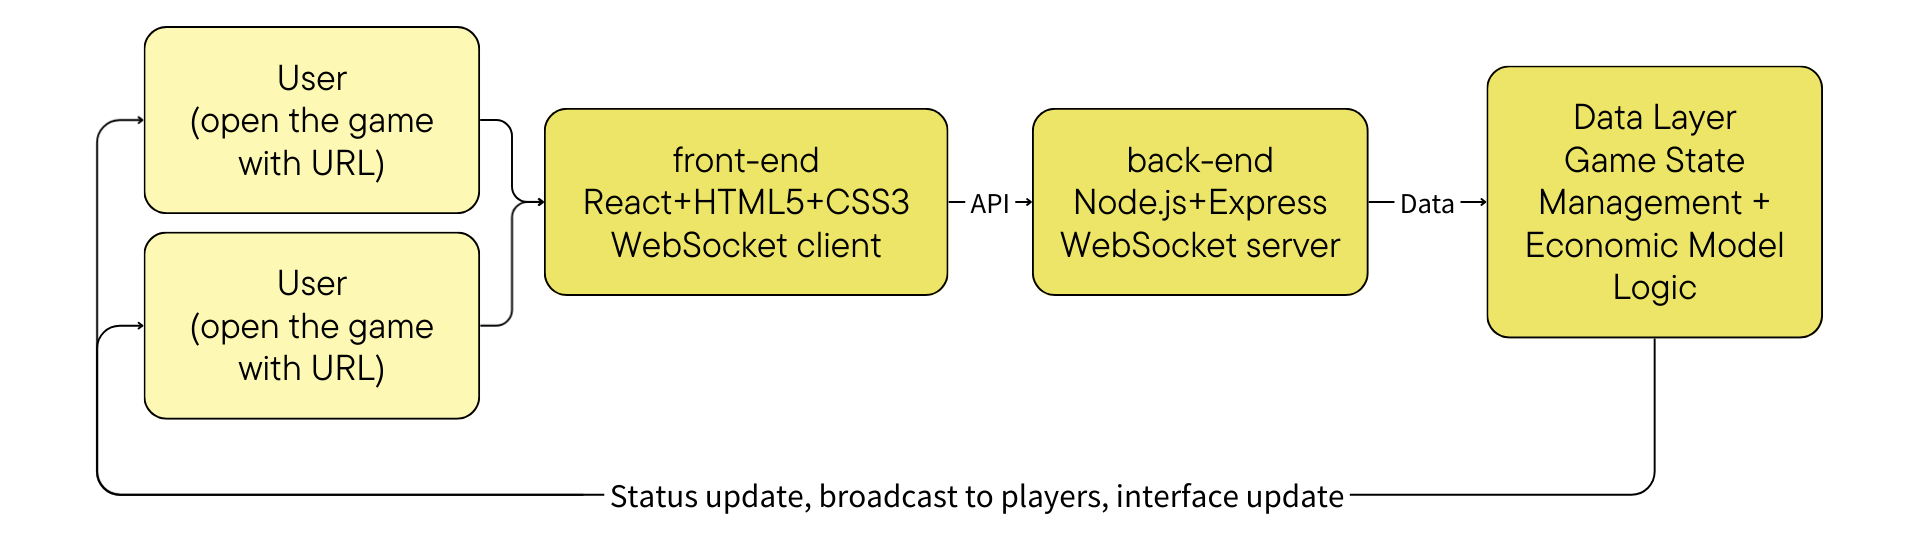 User
(open the game
with URL)
User
(open the game
with URL)
front-end
React+HTML5+CSS3
WebSocket client
API
back-end
Node.js+Express
WebSocket server
Data
Data Layer
Game State
Management +
Economic Model
Logic
Status update, broadcast to players, interface update